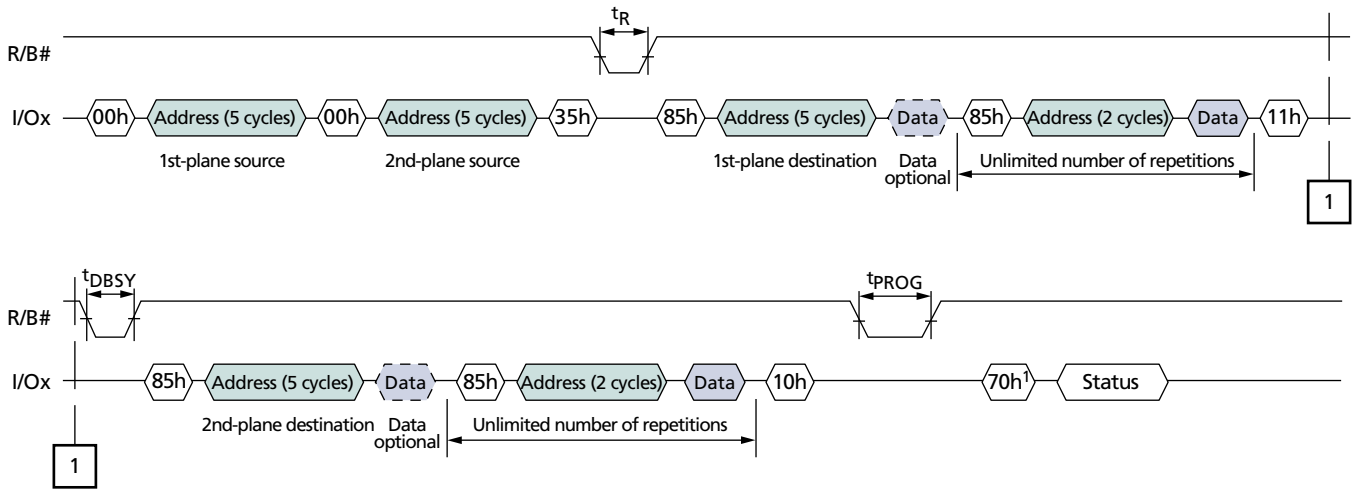 tR
R/B#
I/Ox 00h Address (5 cycles) 00h Address (5 cycles) 35h 85h Address (5 cycles) Data 85h Address (2 cycles) Data 11h
1st-plane source 2nd-plane source 1st-plane destination Data optional Unlimited number of repetitions
1
tDBSY tPROG
R/B#
I/Ox 85h Address (5 cycles) Data 85h Address (2 cycles) Data 10h 70h1 Status
2nd-plane destination Data optional Unlimited number of repetitions
1